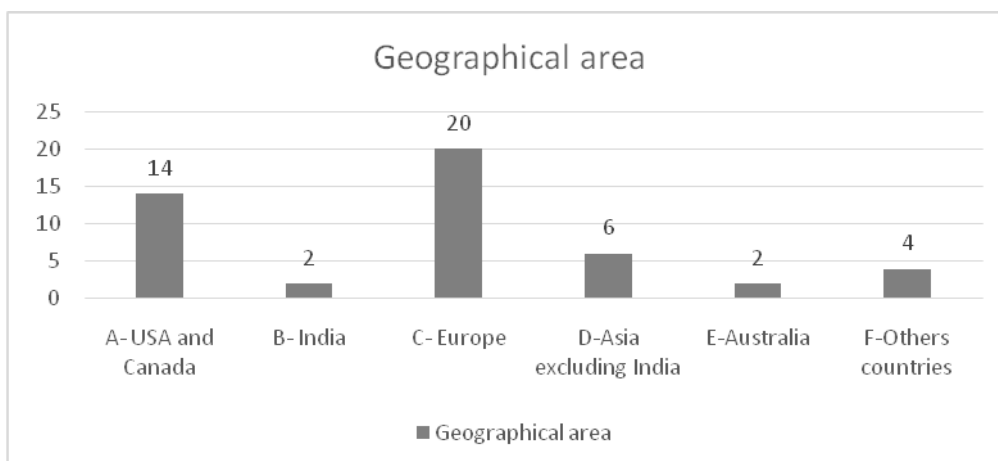 Geographical area
25
20
15
10
5
0
14
2
20
6
2
4
A- USA and
Canada
B- India
C- Europe
D-Asia
excluding India
E-Australia
F-Others
countries
Geographical area